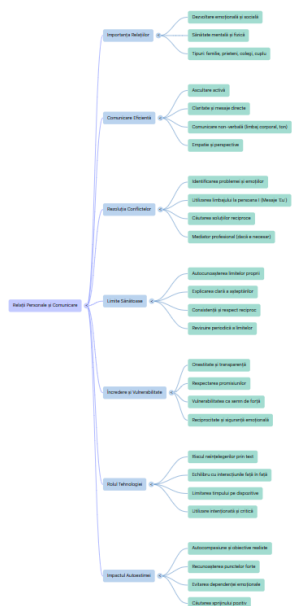 Importanța Relațiilor
Dezvoltare emoțională și socială
Sănătate mentală și fizică
Tipuri: familie, prieteni, colegi, cuplu
Comunicare Eficientă
Ascultare activă
Claritate și mesaje directe
Comunicare non-verbală (limbaj corporal, ton)
Empatie și perspective
Rezoluția Conflictelor
Identificarea problemei și emoțiilor
Utilizarea limbajului la persoana I (Mesaje 'Eu')
Căutarea soluțiilor reciproce
Mediator profesional (dacă e necesar)
Relații Personale și Comunicare
Limite Sănătoase
Autocunoașterea limitelor proprii
Explicarea clară a așteptărilor
Consistență și respect reciproc
Revizuire periodică a limitelor
Încredere și Vulnerabilitate
Onestitate și transparență
Respectarea promisiunilor
Vulnerabilitatea ca semn de forță
Reciprocitate și siguranță emoțională
Rolul Tehnologiei
Riscul neînțelegerilor prin text
Echilibru cu interacțiunile față în față
Limitarea timpului pe dispozitive
Utilizare intenționată și critică
Impactul Autoestimei
Autocompasiune și obiective realiste
Recunoașterea punctelor forte
Evitarea dependenței emoționale
Căutarea sprijinului pozitiv